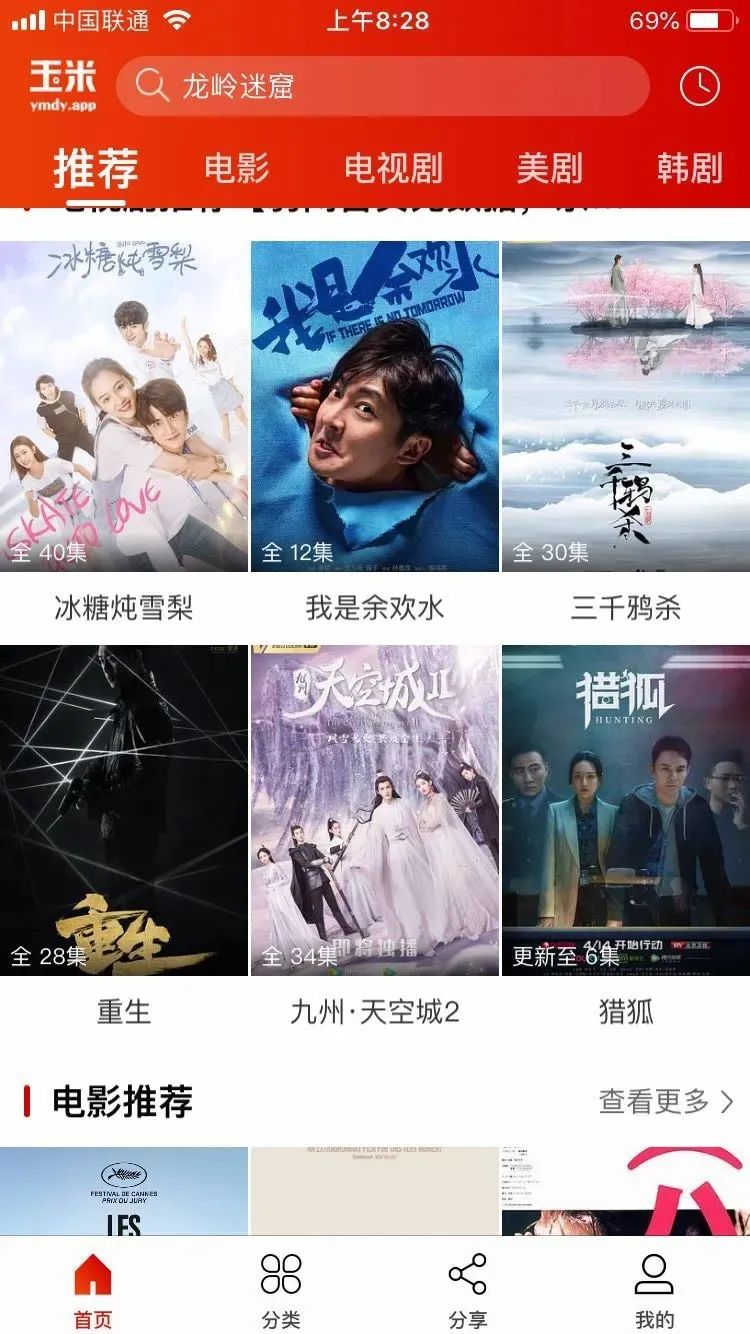 中国联通
上午8:28
69%
玉米
ymdy.app
龙岭迷窟
推荐
电影
电视剧
美剧
韩剧
冰糖炖雪梨
SKATE
INTO LOVE
全 40集
我是余欢水
IF THERE IS NO TOMORROW
全 12集
三千鸦杀
全 30集
冰糖炖雪梨
我是余欢水
三千鸦杀
重生
全 28集
九州
天空城II
即将独播
全 34集
猎狐
HUNTING
4/14 开始行动
更新至 6集
重生
九州·天空城2
猎狐
电影推荐
查看更多
FESTIVAL DE CANNES
PRIX DU JURY
LES
AN EXTRAORDINARY FILM FOR THIS VERY MOMENT
首页
分类
分享
我的